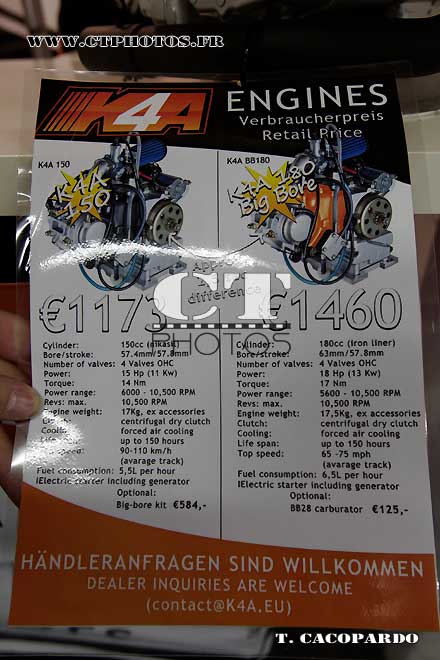 WWW.CTPHOTOS.FR
K4A ENGINES
Verbraucherpreis
Retail Price
K4A 150
K4A BB180
K4A 150
K4A 180 Big Bore
difference
CT
PHOTOS
€1173
€1460
Cylinder: 150cc (nikasil)
Bore/stroke: 57.4mm/57.8mm
Number of valves: 4 Valves OHC
Power: 15 Hp (11 Kw)
Torque: 14 Nm
Power range: 6000 - 10,500 RPM
Revs: max. 10,500 RPM
Engine weight: 17Kg, ex accessories
centrifugal dry clutch
forced air cooling
up to 150 hours
90-110 km/h
(avarage track)
Fuel consumption: 5,5L per hour
iElectric starter including generator
Optional:
Big-bore kit €584,-
Cylinder: 180cc (iron liner)
Bore/stroke: 63mm/57.8mm
Number of valves: 4 Valves OHC
Power: 18 Hp (13 Kw)
Torque: 17 Nm
Power range: 5600 - 10,500 RPM
Revs: max. 10,500 RPM
Engine weight: 17,5Kg, ex accessories
Clutch: centrifugal dry clutch
Cooling: forced air cooling
Life span: up to 150 hours
Top speed: 65 -75 mph
(avarage track)
Fuel consumption: 6,5L per hour
iElectric starter including generator
Optional:
BB28 carburator €125,-
HÄNDLERANFRAGEN SIND WILLKOMMEN
DEALER INQUIRIES ARE WELCOME
(contact@K4A.EU)
T. CACOPARDO